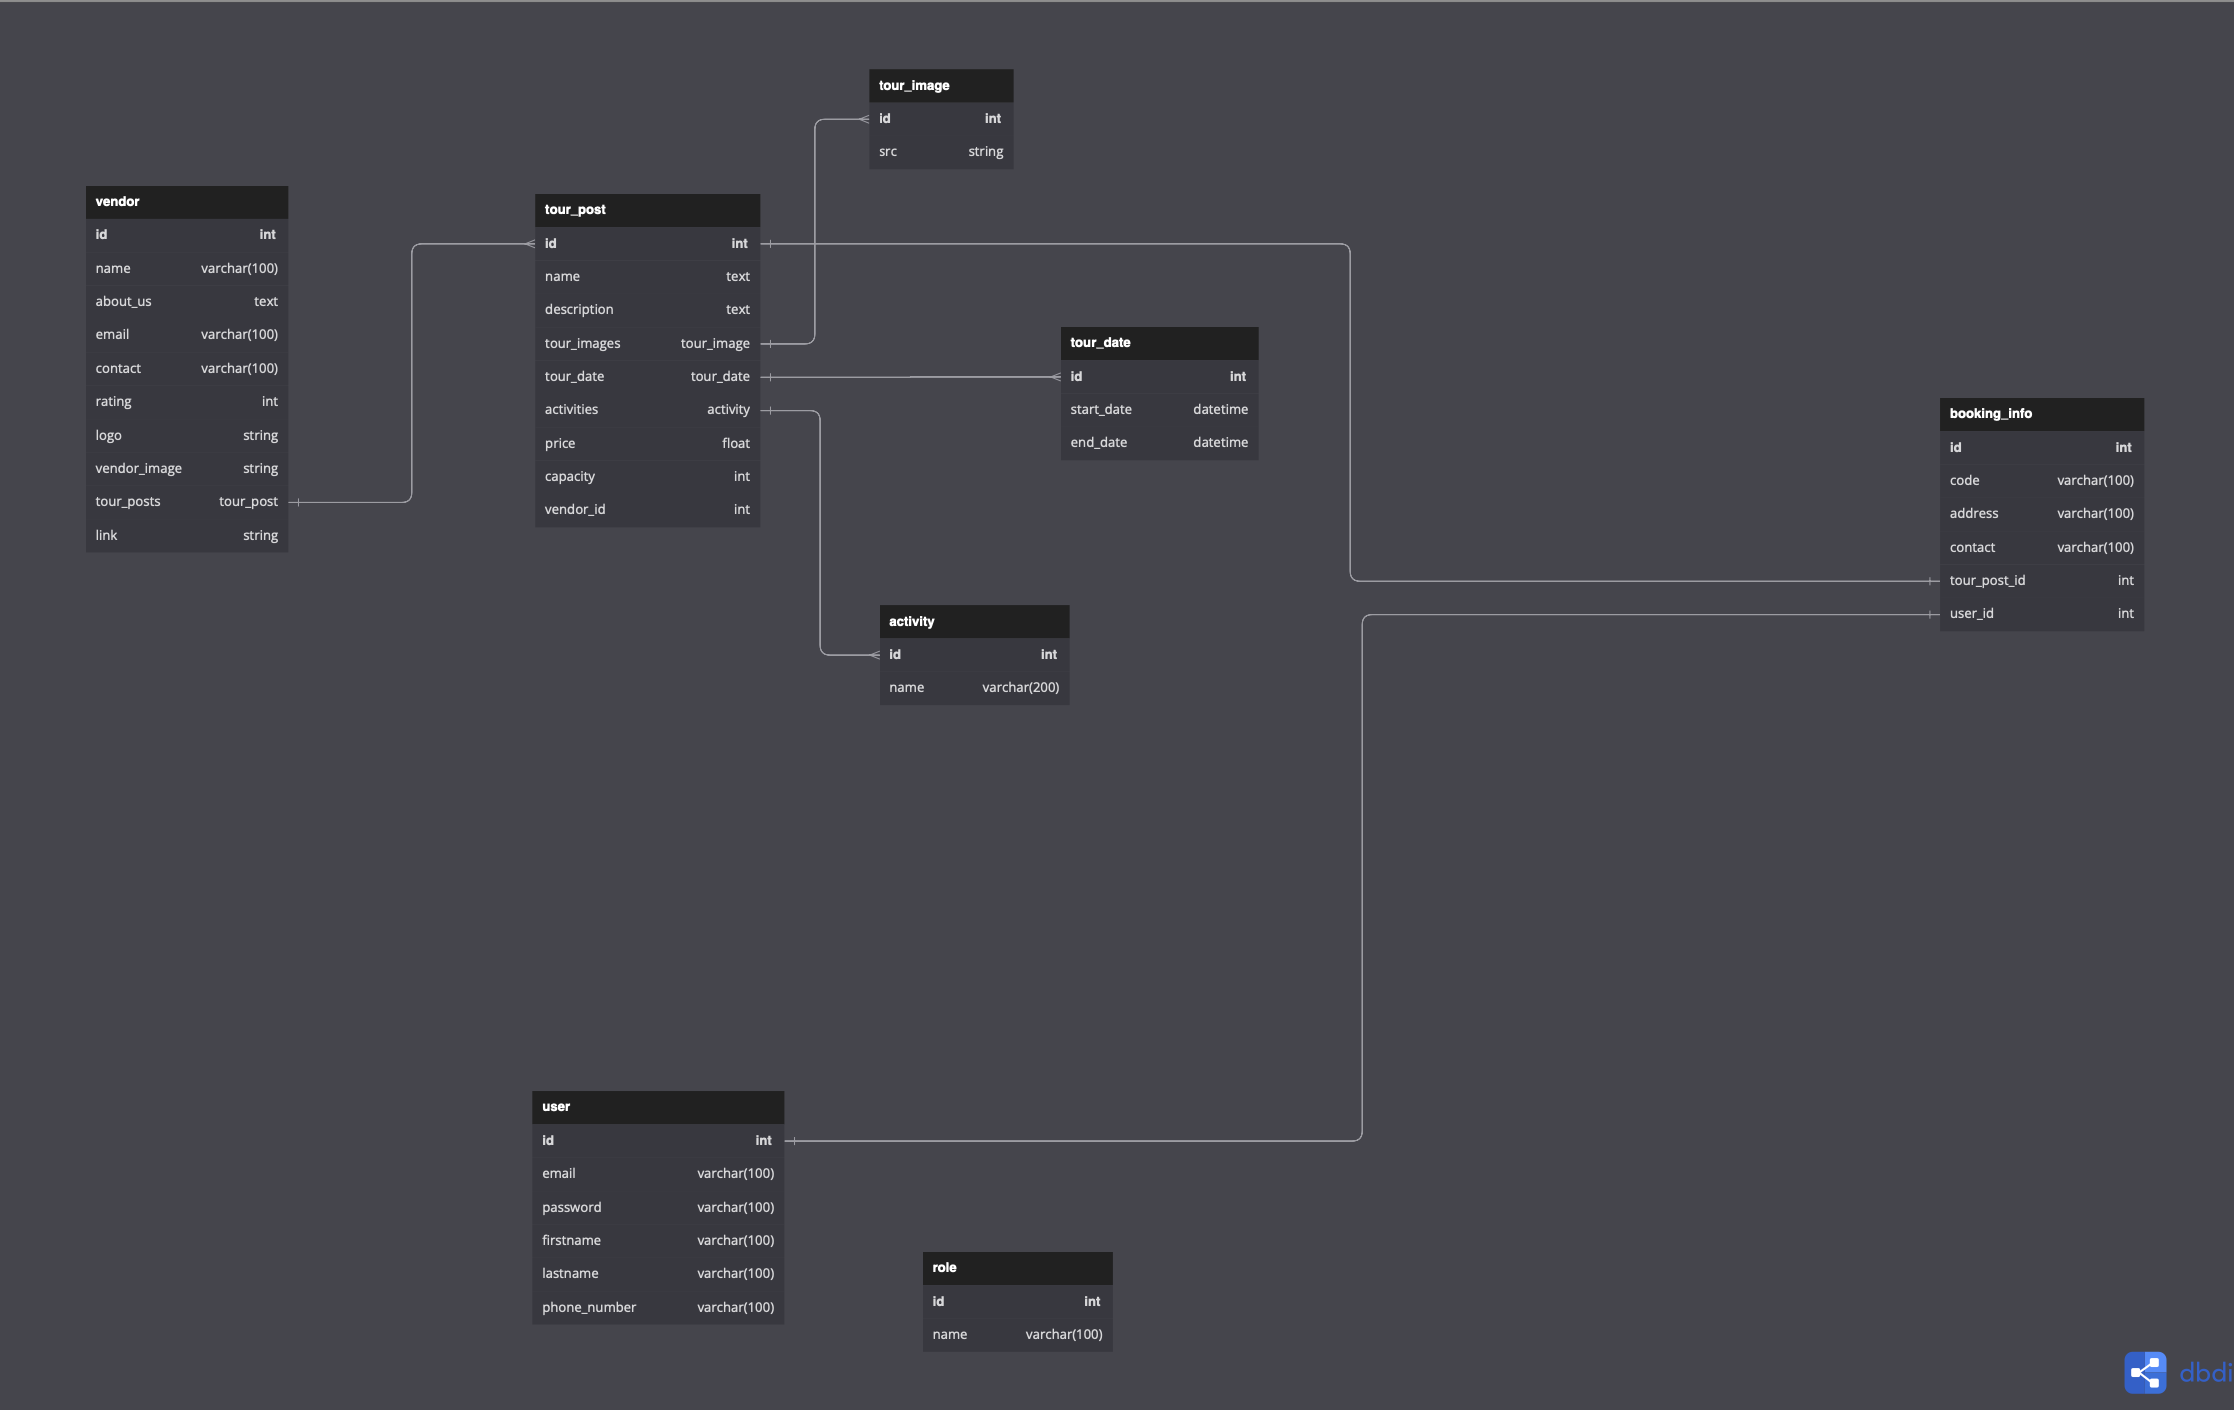 tour_image
id int
src string
vendor
id int
name varchar(100)
about_us text
email varchar(100)
contact varchar(100)
rating int
logo string
vendor_image string
tour_posts tour_post
link string
tour_post
id int
name text
description text
tour_images tour_image
tour_date tour_date
activities activity
price float
capacity int
vendor_id int
tour_date
id int
start_date datetime
end_date datetime
booking_info
id int
code varchar(100)
address varchar(100)
contact varchar(100)
tour_post_id int
user_id int
activity
id int
name varchar(200)
user
id int
email varchar(100)
password varchar(100)
firstname varchar(100)
lastname varchar(100)
phone_number varchar(100)
role
id int
name varchar(100)
dbdi